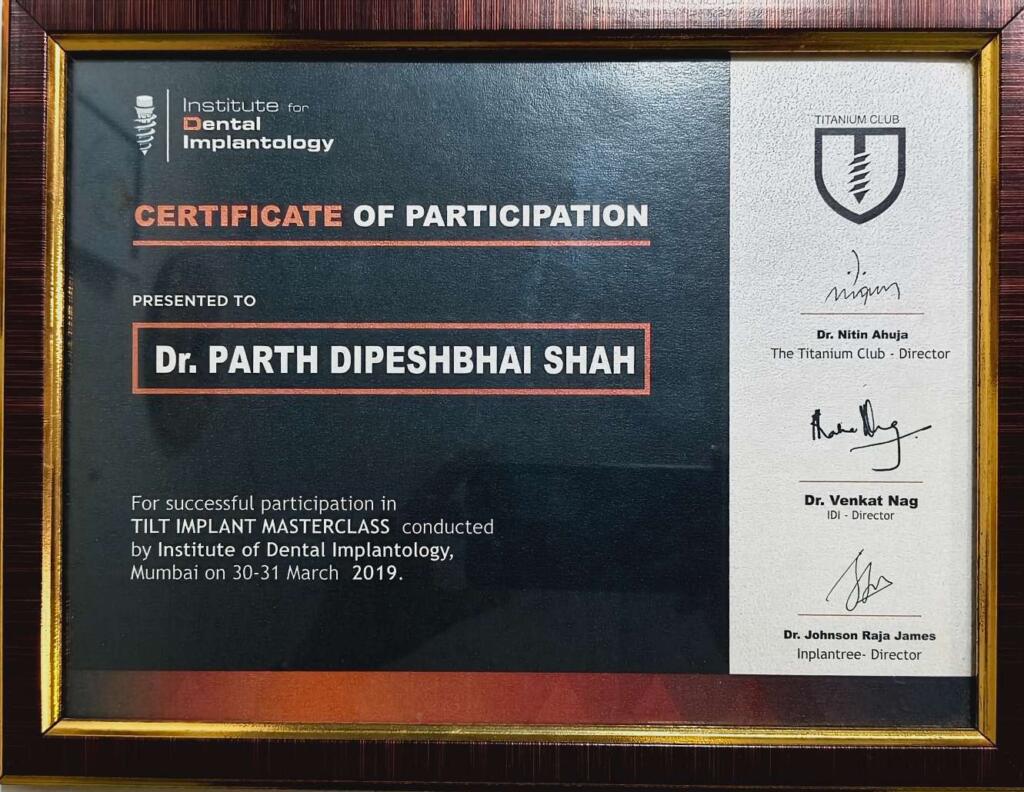 Institute for
Dental
Implantology
CERTIFICATE OF PARTICIPATION
PRESENTED TO
Dr. PARTH DIPESHBHAI SHAH
For successful participation in
TILT IMPLANT MASTERCLASS conducted
by Institute of Dental Implantology,
Mumbai on 30-31 March 2019.
TITANIUM CLUB
Dr. Nitin Ahuja
The Titanium Club - Director
Dr. Venkat Nag
IDI - Director
Dr. Johnson Raja James
Inplantree- Director